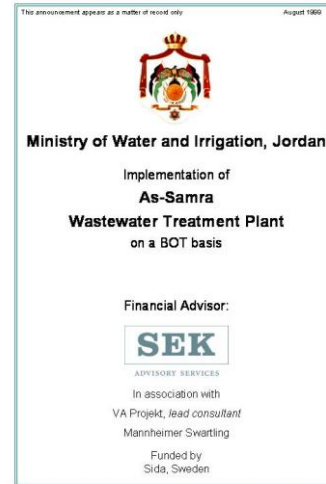 This announcement appears as a matter of record only
August 1999
Ministry of Water and Irrigation, Jordan
Implementation of
As-Samra
Wastewater Treatment Plant
on a BOT basis
Financial Advisor:
SEK
ADVISORY SERVICES
In association with
VA Projekt, lead consultant
Mannheimer Swartling
Funded by
Sida, Sweden